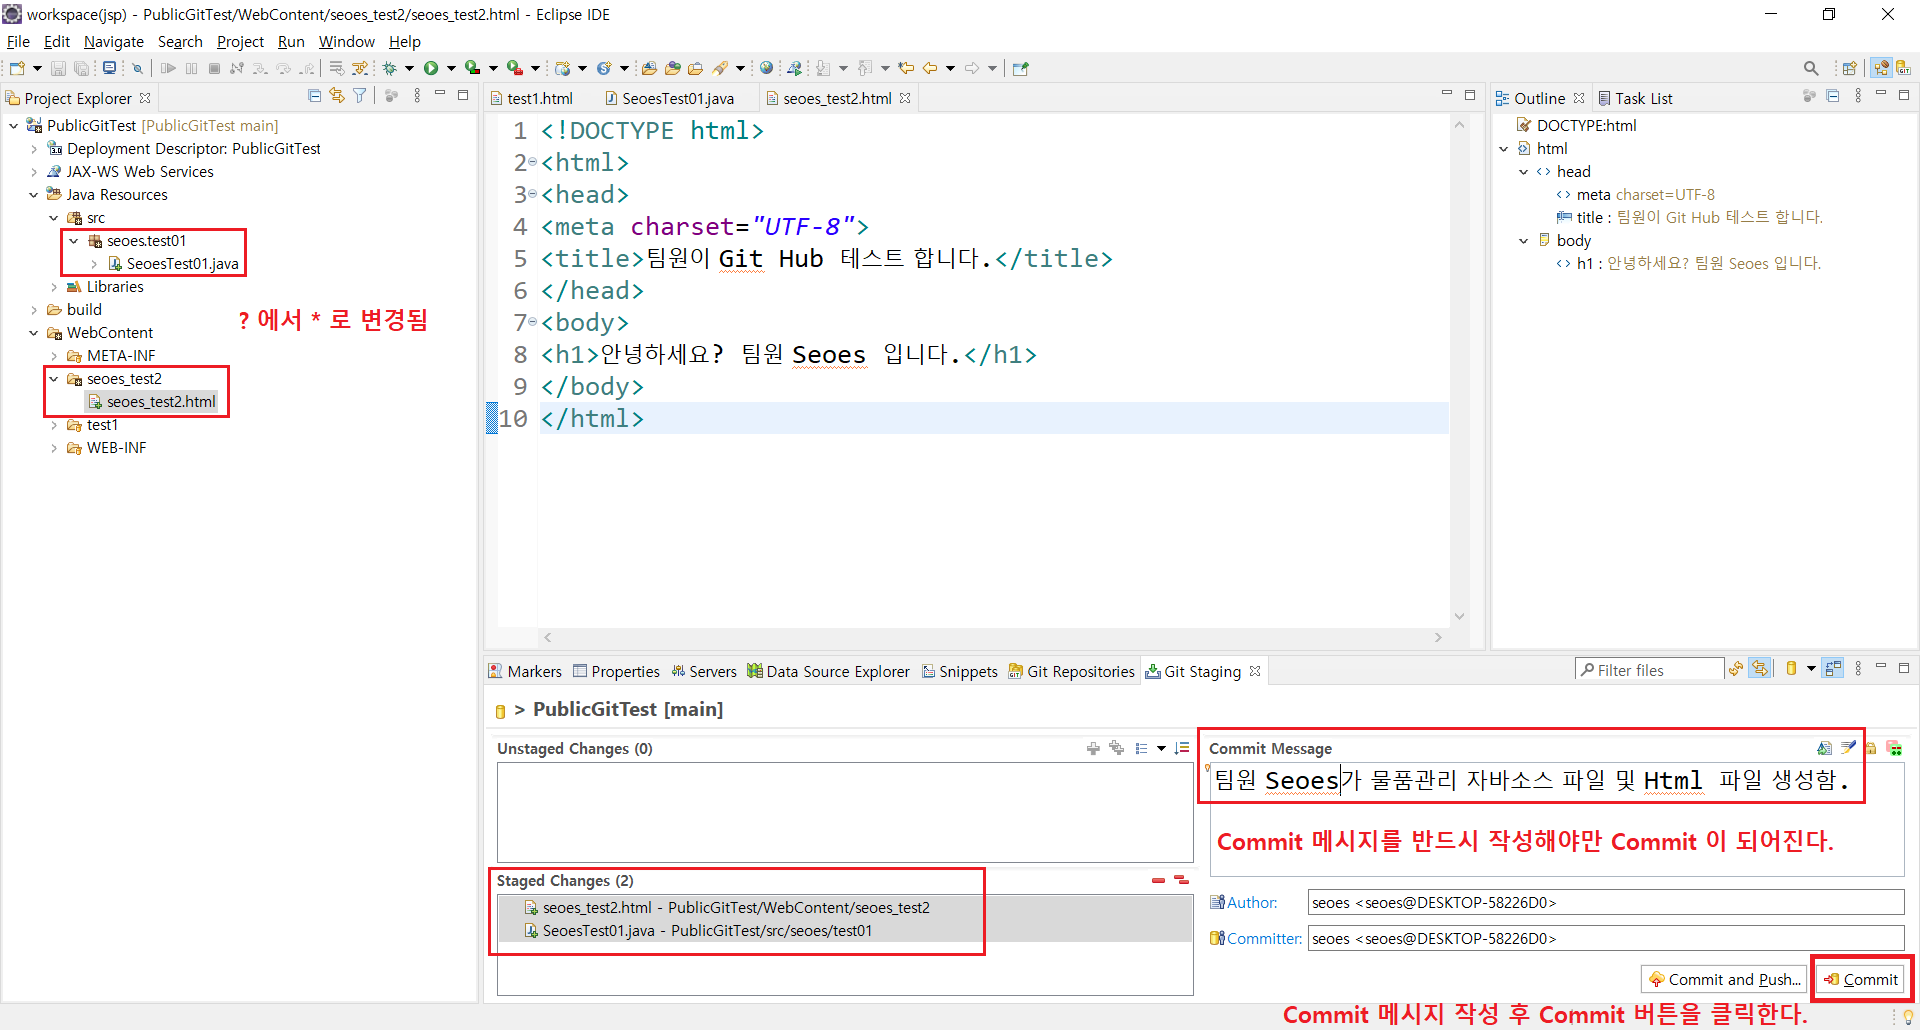 workspace(jsp) - PublicGitTest/WebContent/seoes_test2/seoes_test2.html - Eclipse IDE
File Edit Navigate Search Project Run Window Help
Project Explorer
PublicGitTest [PublicGitTest main]
Deployment Descriptor: PublicGitTest
JAX-WS Web Services
Java Resources
src
seoes.test01
SeoesTest01.java
Libraries
build
WebContent
META-INF
seoes_test2
seoes_test2.html
test1
WEB-INF
? 에서 * 로 변경됨
test1.html SeoesTest01.java seoes_test2.html
1 <!DOCTYPE html>
2 <html>
3 <head>
4 <meta charset="UTF-8">
5 <title>팀원이 Git Hub 테스트 합니다.</title>
6 </head>
7 <body>
8 <h1>안녕하세요? 팀원 Seoes 입니다.</h1>
9 </body>
10 </html>
Outline Task List
DOCTYPE:html
html
head
meta charset=UTF-8
title : 팀원이 Git Hub 테스트 합니다.
body
h1 : 안녕하세요? 팀원 Seoes 입니다.
Markers Properties Servers Data Source Explorer Snippets Git Repositories Git Staging
Filter files
> PublicGitTest [main]
Unstaged Changes (0)
Staged Changes (2)
seoes_test2.html - PublicGitTest/WebContent/seoes_test2
SeoesTest01.java - PublicGitTest/src/seoes/test01
Commit Message
팀원 Seoes가 물품관리 자바소스 파일 및 Html 파일 생성함.
Commit 메시지를 반드시 작성해야만 Commit 이 되어진다.
Author: seoes <seoes@DESKTOP-58226D0>
Committer: seoes <seoes@DESKTOP-58226D0>
Commit and Push... Commit
Commit 메시지 작성 후 Commit 버튼을 클릭한다.